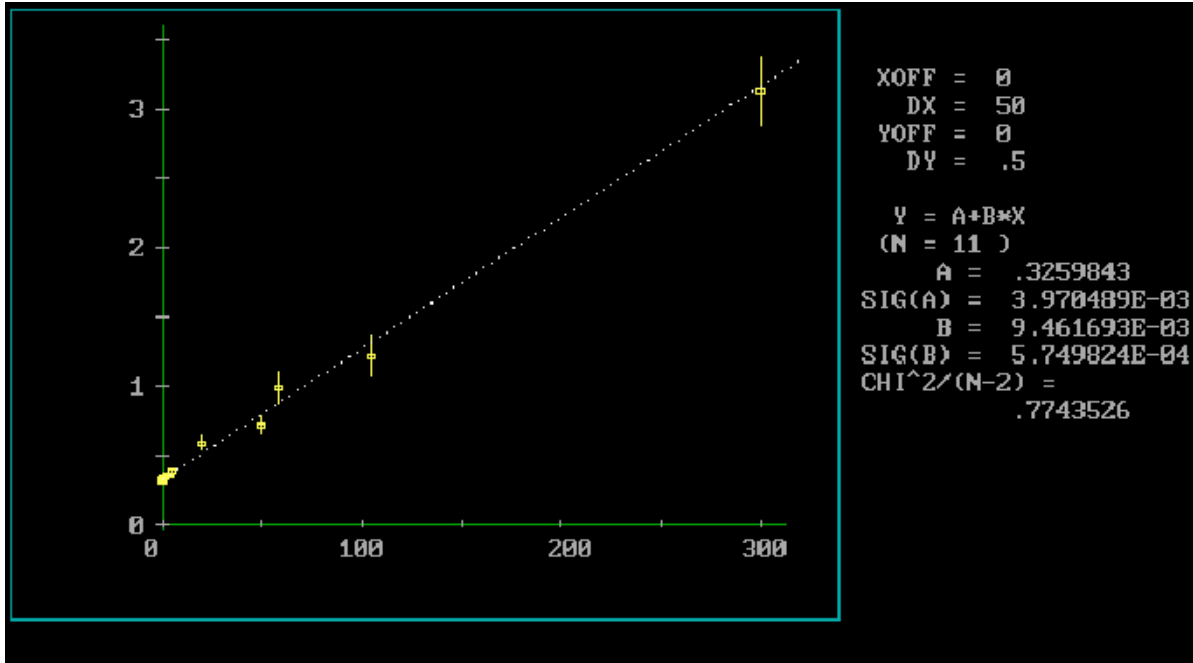 3
2
1
0
0 100 200 300
XOFF = 0
DX = 50
YOFF = 0
DY = .5
Y = A+B*X
(N = 11 )
A = .3259843
SIG(A) = 3.970489E-03
B = 9.461693E-03
SIG(B) = 5.749824E-04
CHI^2/(N-2) =
.7743526